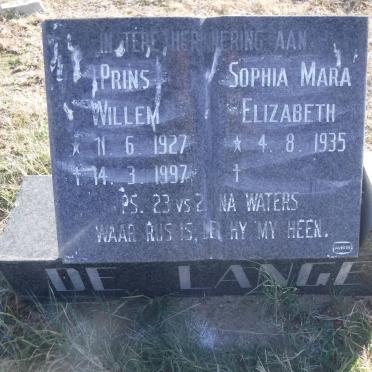 IN TERE HERINNERING AAN
PRINS
WILLEM
* 11.6.1927
† 14.3.1997
SOPHIA MARA
ELIZABETH
* 4.8.1935
†
PS. 23 vs 2 NA WATERS
WAAR RUS IS, LEI HY MY HEEN.
DE LANGE